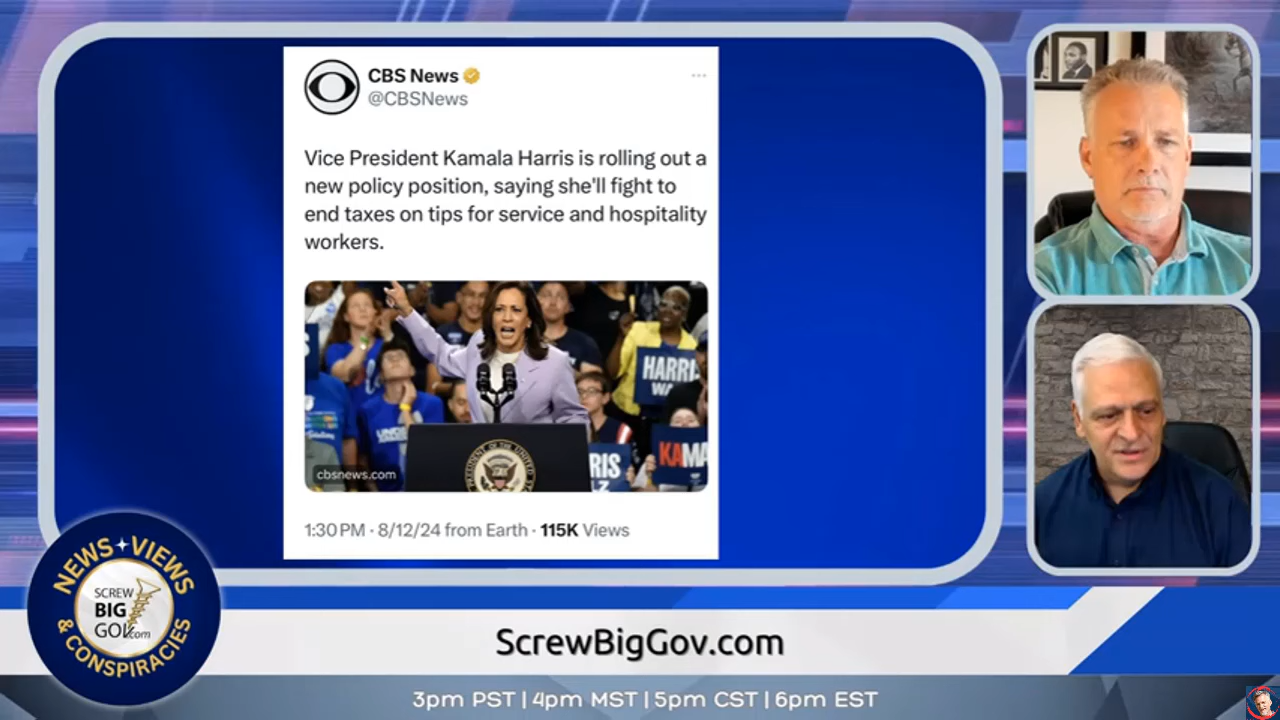 CBS News
@CBSNews
Vice President Kamala Harris is rolling out a
new policy position, saying she'll fight to
end taxes on tips for service and hospitality
workers.
HARRI
WA
KAMA
RIS
Z
cbsnews.com
1:30 PM · 8/12/24 from Earth · 115K Views
NEWS VIEWS
& CONSPIRACIES
SCREW
BIG
GOV.com
ScrewBigGov.com
3pm PST | 4pm MST | 5pm CST | 6pm EST